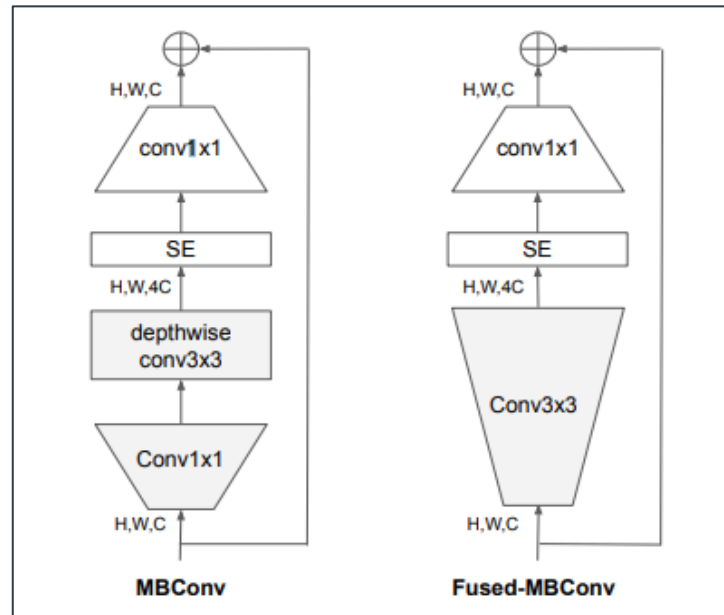 H,W,C
conv1x1
SE
H,W,4C
depthwise
conv3x3
Conv1x1
H,W,C
MBConv
H,W,C
conv1x1
SE
H,W,4C
Conv3x3
H,W,C
Fused-MBConv